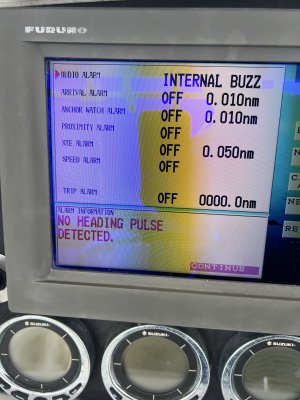 FURUNO
AUDIO ALARM INTERNAL BUZZ
ARRIVAL ALARM OFF 0.010nm
ANCHOR WATCH ALARM OFF 0.010nm
PROXIMITY ALARM OFF
XTE ALARM OFF 0.050nm
SPEED ALARM OFF
TRIP ALARM OFF 0000.0nm
ALARM INFORMATION
NO HEADING PULSE
DETECTED.
CONTINUE
SUZUKI
SUZUKI
SUZUKI